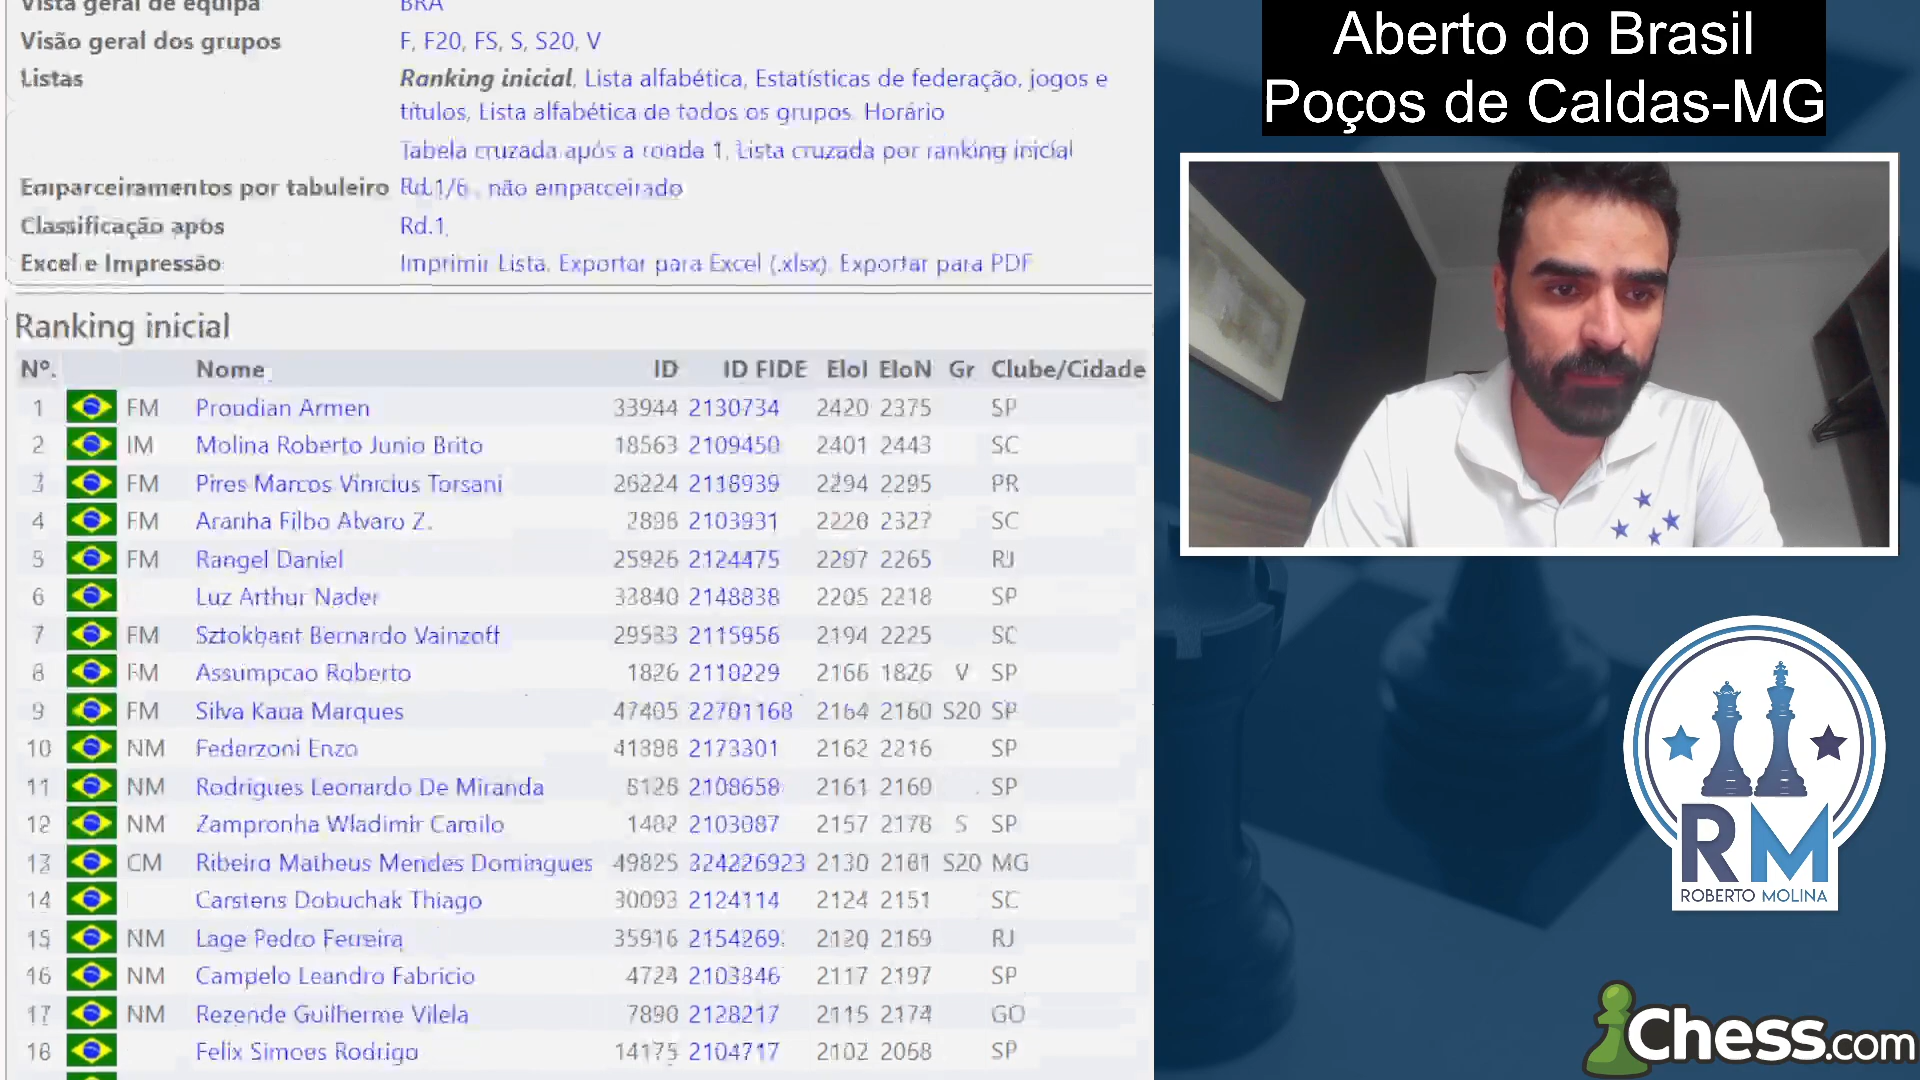 Vista geral de equipa BRA
Visão geral dos grupos F, F20, FS, S, S20, V
Listas Ranking inicial, Lista alfabética, Estatísticas de federação, jogos e
títulos, Lista alfabética de todos os grupos, Horário
Tabela cruzada após a ronda 1, Lista cruzada por ranking inicial
Emparceiramentos por tabuleiro Rd.1/6, não emparceirado
Classificação após Rd.1
Excel e Impressão Imprimir Lista, Exportar para Excel (.xlsx), Exportar para PDF
Ranking inicial
Nº. Nome ID ID FIDE EloI EloN Gr Clube/Cidade
1 FM Proudian Armen 33944 2130734 2420 2375 SP
2 IM Molina Roberto Junio Brito 18563 2109450 2401 2443 SC
3 FM Pires Marcos Vinicius Torsani 26224 2294 2295 PR
4 FM Aranha Filho Alvaro Z. 2103931 2327 SC
5 FM Rangel Daniel 25926 2124475 2265 RJ
6 Luz Arthur Nader 2148838 2205 2218 SP
7 FM Sztokbant Bernardo Vainzoff 2115956 2194 2225 SC
8 FM Assumpcao Roberto 1826 2110229 2166 V SP
9 FM Silva Kaua Marques 47405 22701168 2164 2160 S20 SP
10 NM Federzoni Enzo 2173301 2162 2216 SP
11 NM Rodrigues Leonardo De Miranda 2108658 2161 2160 SP
12 NM Zampronha Wladimir Camilo 2103087 2157 2178 S SP
13 CM Ribeiro Matheus Mendes Domingues 49825 324226923 2130 S20 MG
14 Carstens Dobuchak Thiago 30093 2124114 2124 2151 SC
15 NM Lage Pedro Ferreira 35916 2154269 2120 2169 RJ
16 NM Campelo Leandro Fabricio 4724 2103346 2117 2197 SP
17 NM Rezende Guilherme Vilela 7890 2128217 2115 2174 GO
18 Felix Simoes Rodrigo 14175 2104717 2102 2068 SP
Aberto do Brasil
Poços de Caldas-MG
RM
ROBERTO MOLINA
Chess.com